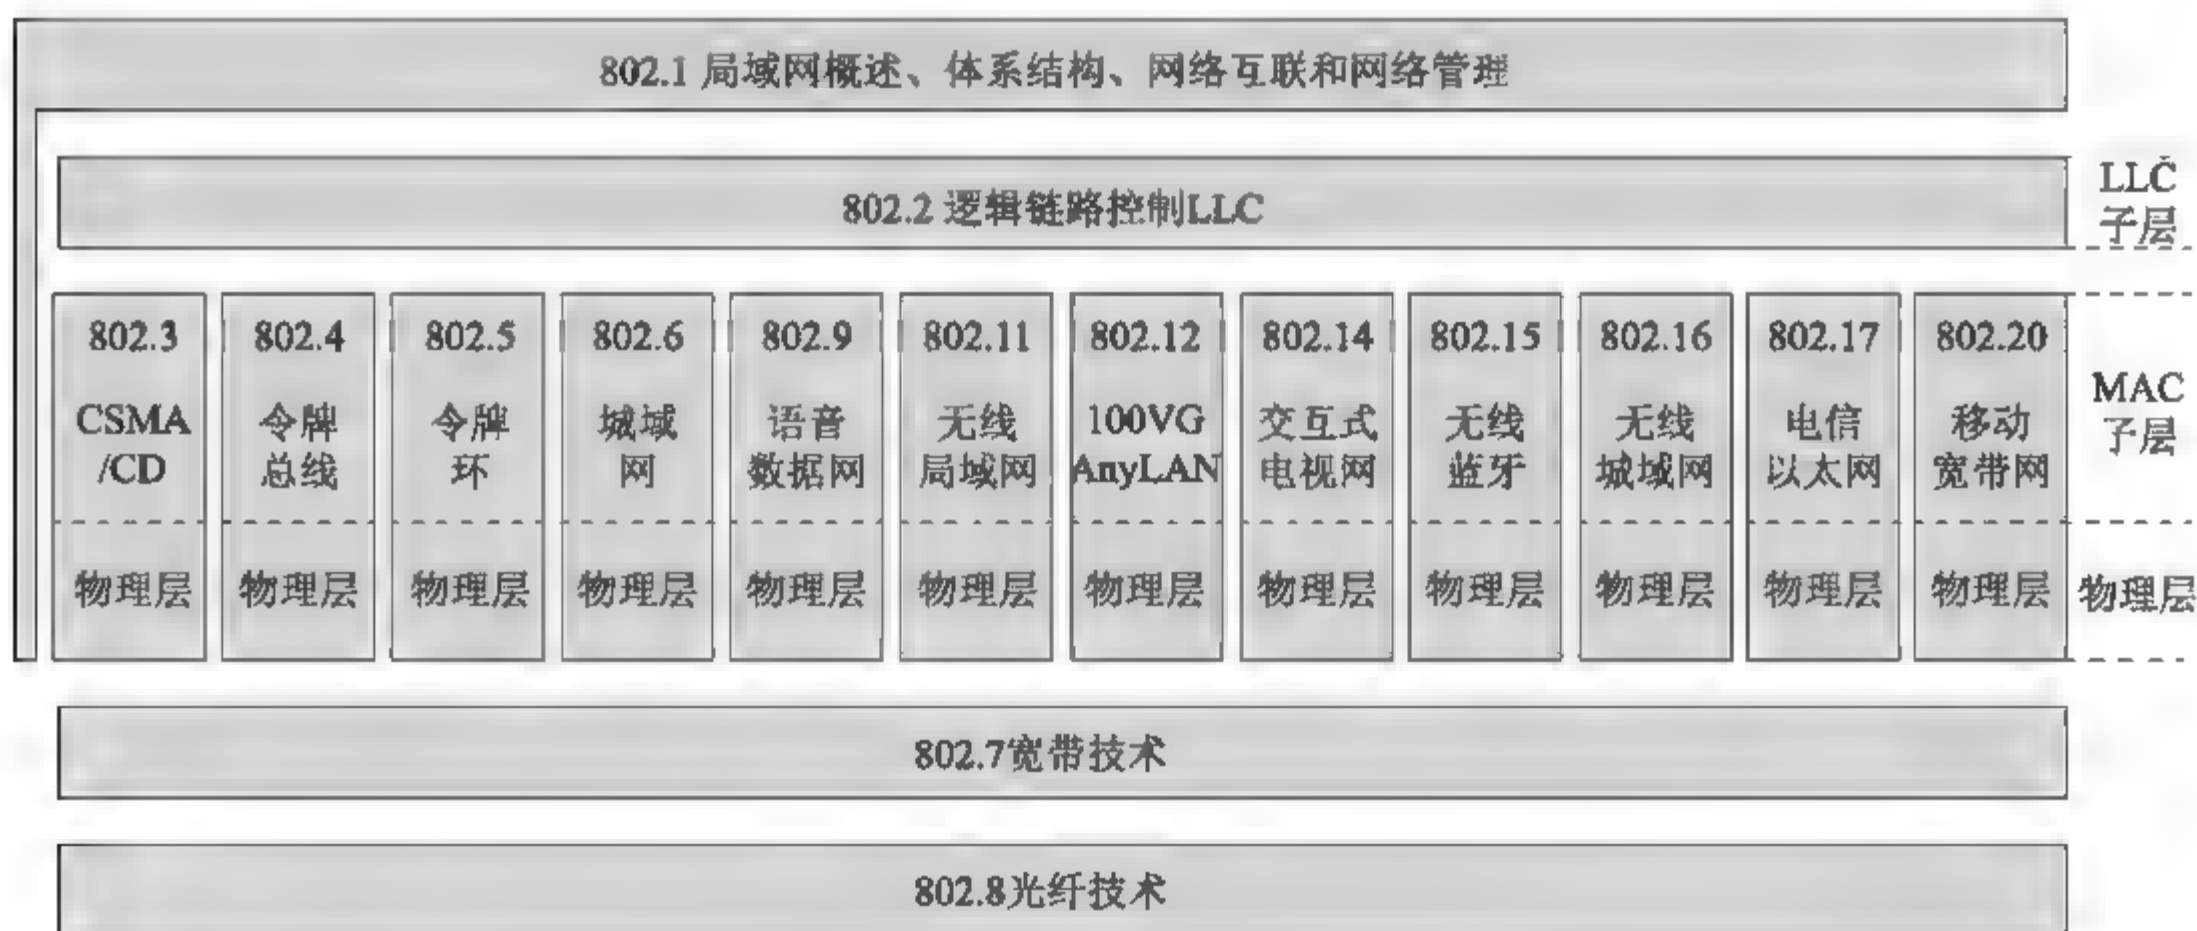 802.1 局域网概述、体系结构、网络互联和网络管理
802.2 逻辑链路控制LLC
LLC
子层
802.3
CSMA
/CD
物理层
802.4
令牌
总线
物理层
802.5
令牌
环
物理层
802.6
城域
网
物理层
802.9
语音
数据网
物理层
802.11
无线
局域网
物理层
802.12
100VG
AnyLAN
物理层
802.14
交互式
电视网
物理层
802.15
无线
蓝牙
物理层
802.16
无线
城域网
物理层
802.17
电信
以太网
物理层
802.20
移动
宽带网
物理层
MAC
子层
物理层
802.7宽带技术
802.8光纤技术